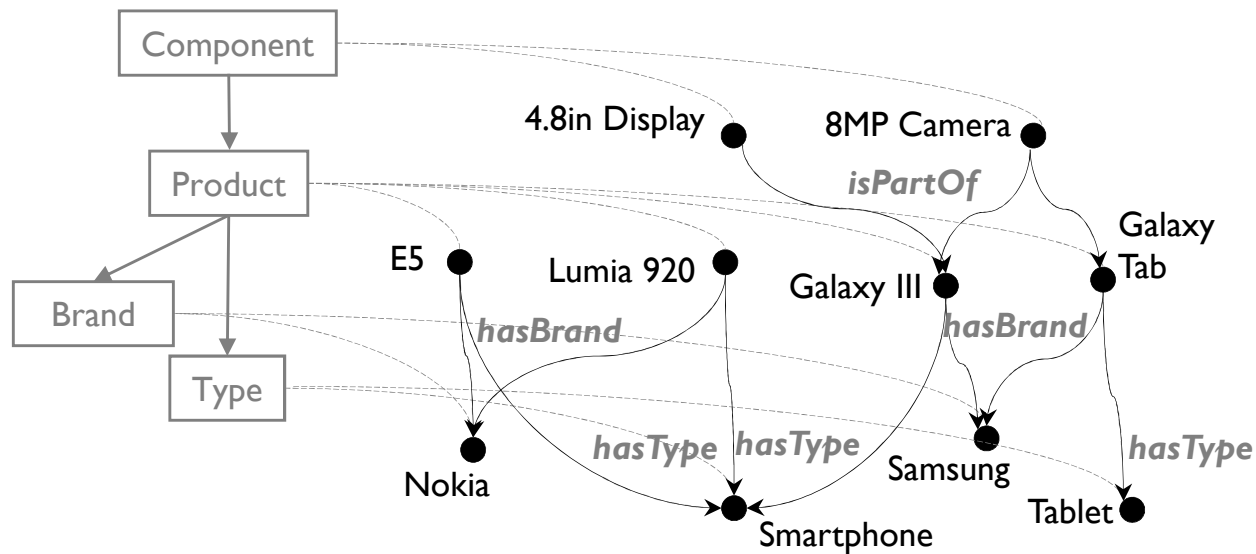 Component
4.8in Display
8MP Camera
Product
isPartOf
Galaxy
Tab
E5
Lumia 920
Galaxy III
Brand
hasBrand
hasBrand
Type
hasType
hasType
hasType
Nokia
Samsung
Smartphone
Tablet